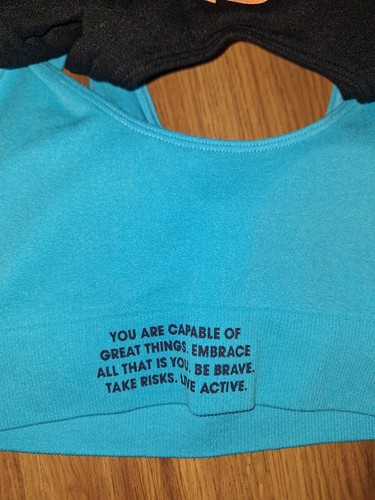 YOU ARE CAPABLE OF
GREAT THINGS. EMBRACE
ALL THAT IS YOU. BE BRAVE.
TAKE RISKS. LIVE ACTIVE.